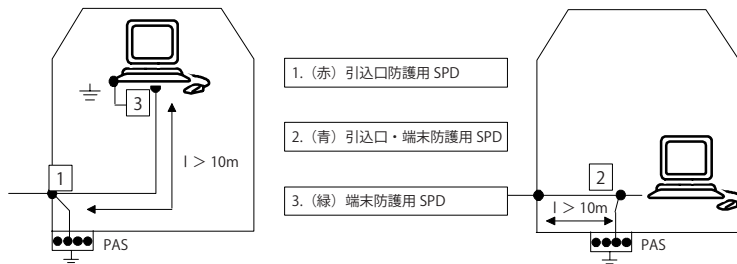 3
l > 10m
1
PAS
1.（赤）引込口防護用 SPD
2.（青）引込口・端末防護用 SPD
3.（緑）端末防護用 SPD
2
l > 10m
PAS